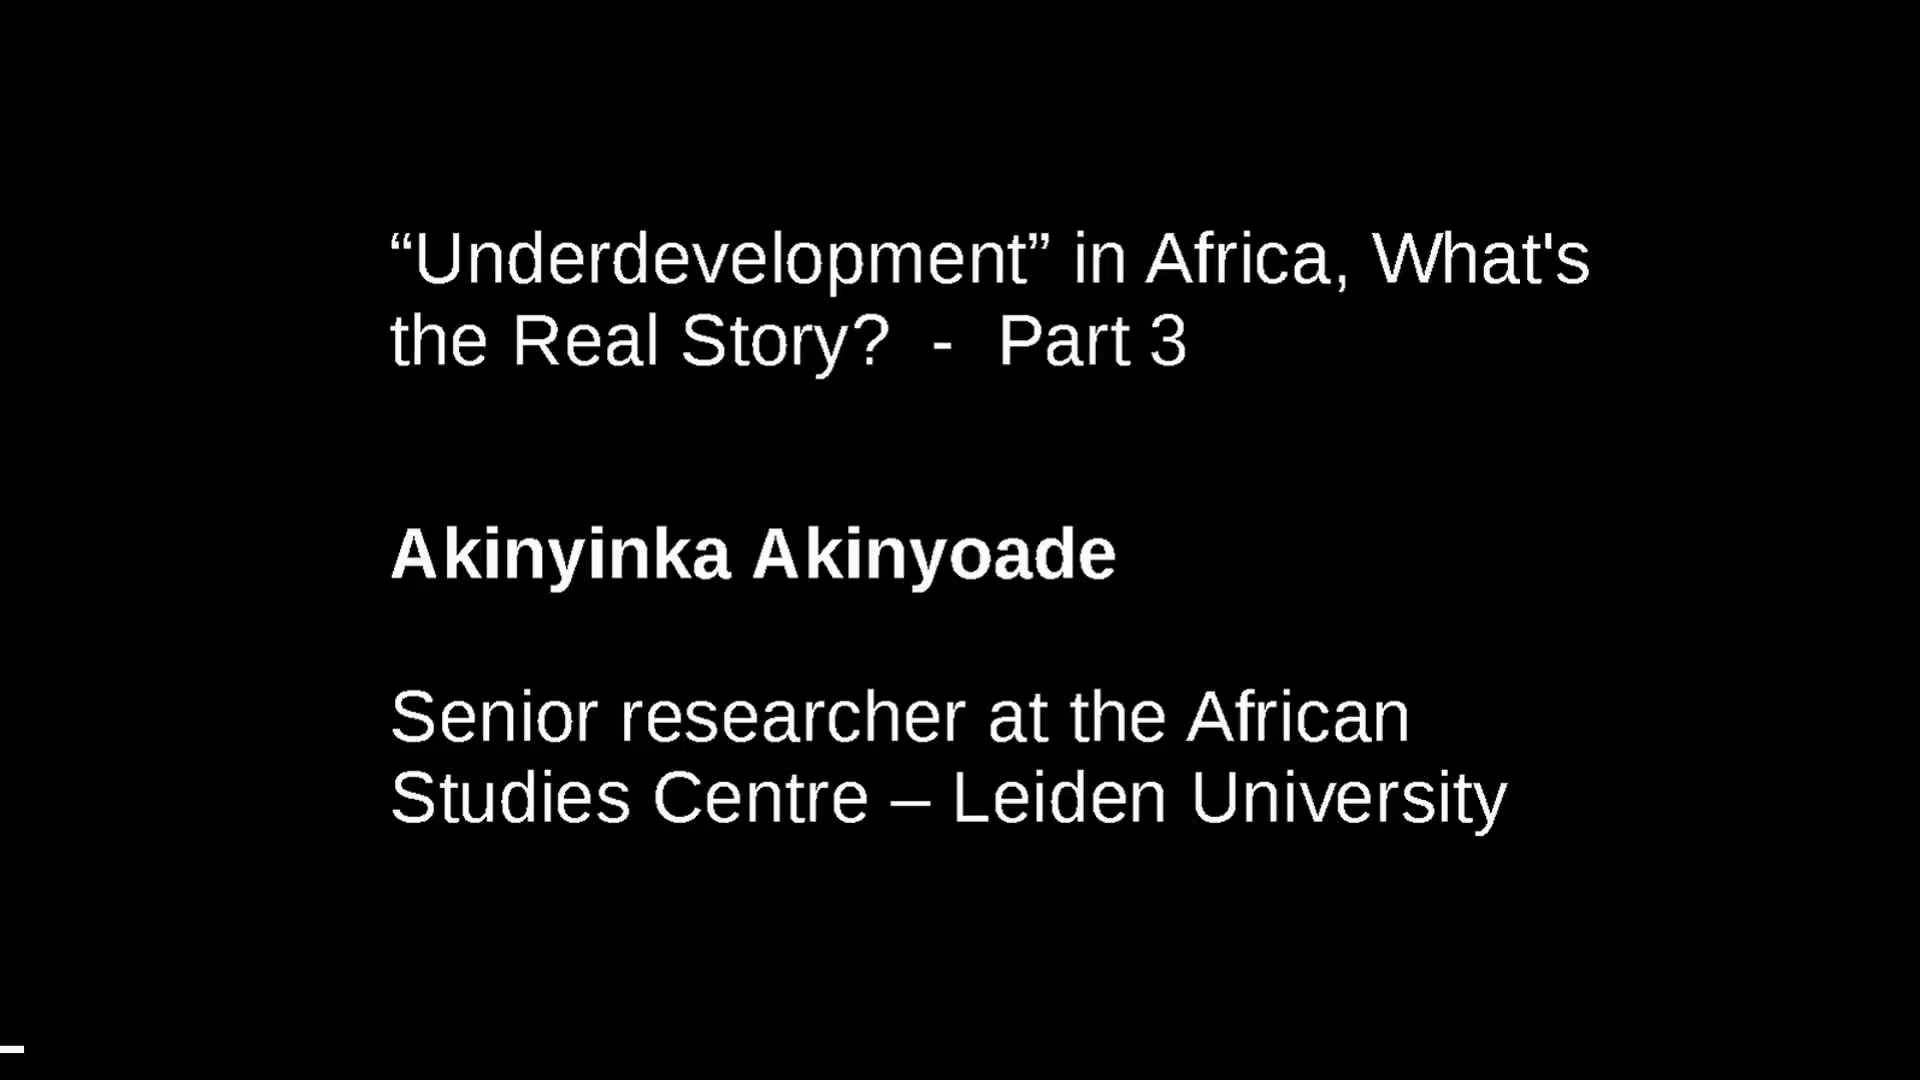 “Underdevelopment” in Africa, What's
the Real Story?  -  Part 3
Akinyinka Akinyoade
Senior researcher at the African
Studies Centre – Leiden University